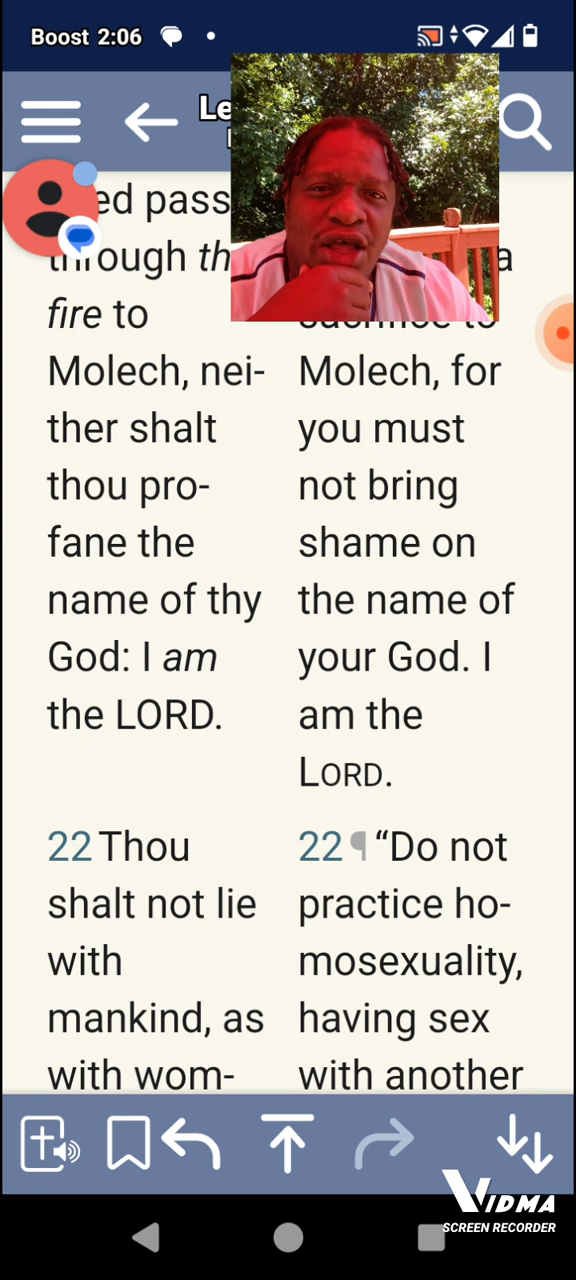 Boost 2:06
Le
ed pass
through th
fire to
Molech, nei-
ther shalt
thou pro-
fane the
name of thy
God: I am
the LORD.
22 Thou
shalt not lie
with
mankind, as
with wom-
a
sacrifice to
Molech, for
you must
not bring
shame on
the name of
your God. I
am the
LORD.
22 ¶ “Do not
practice ho-
mosexuality,
having sex
with another
VIDMA
SCREEN RECORDER